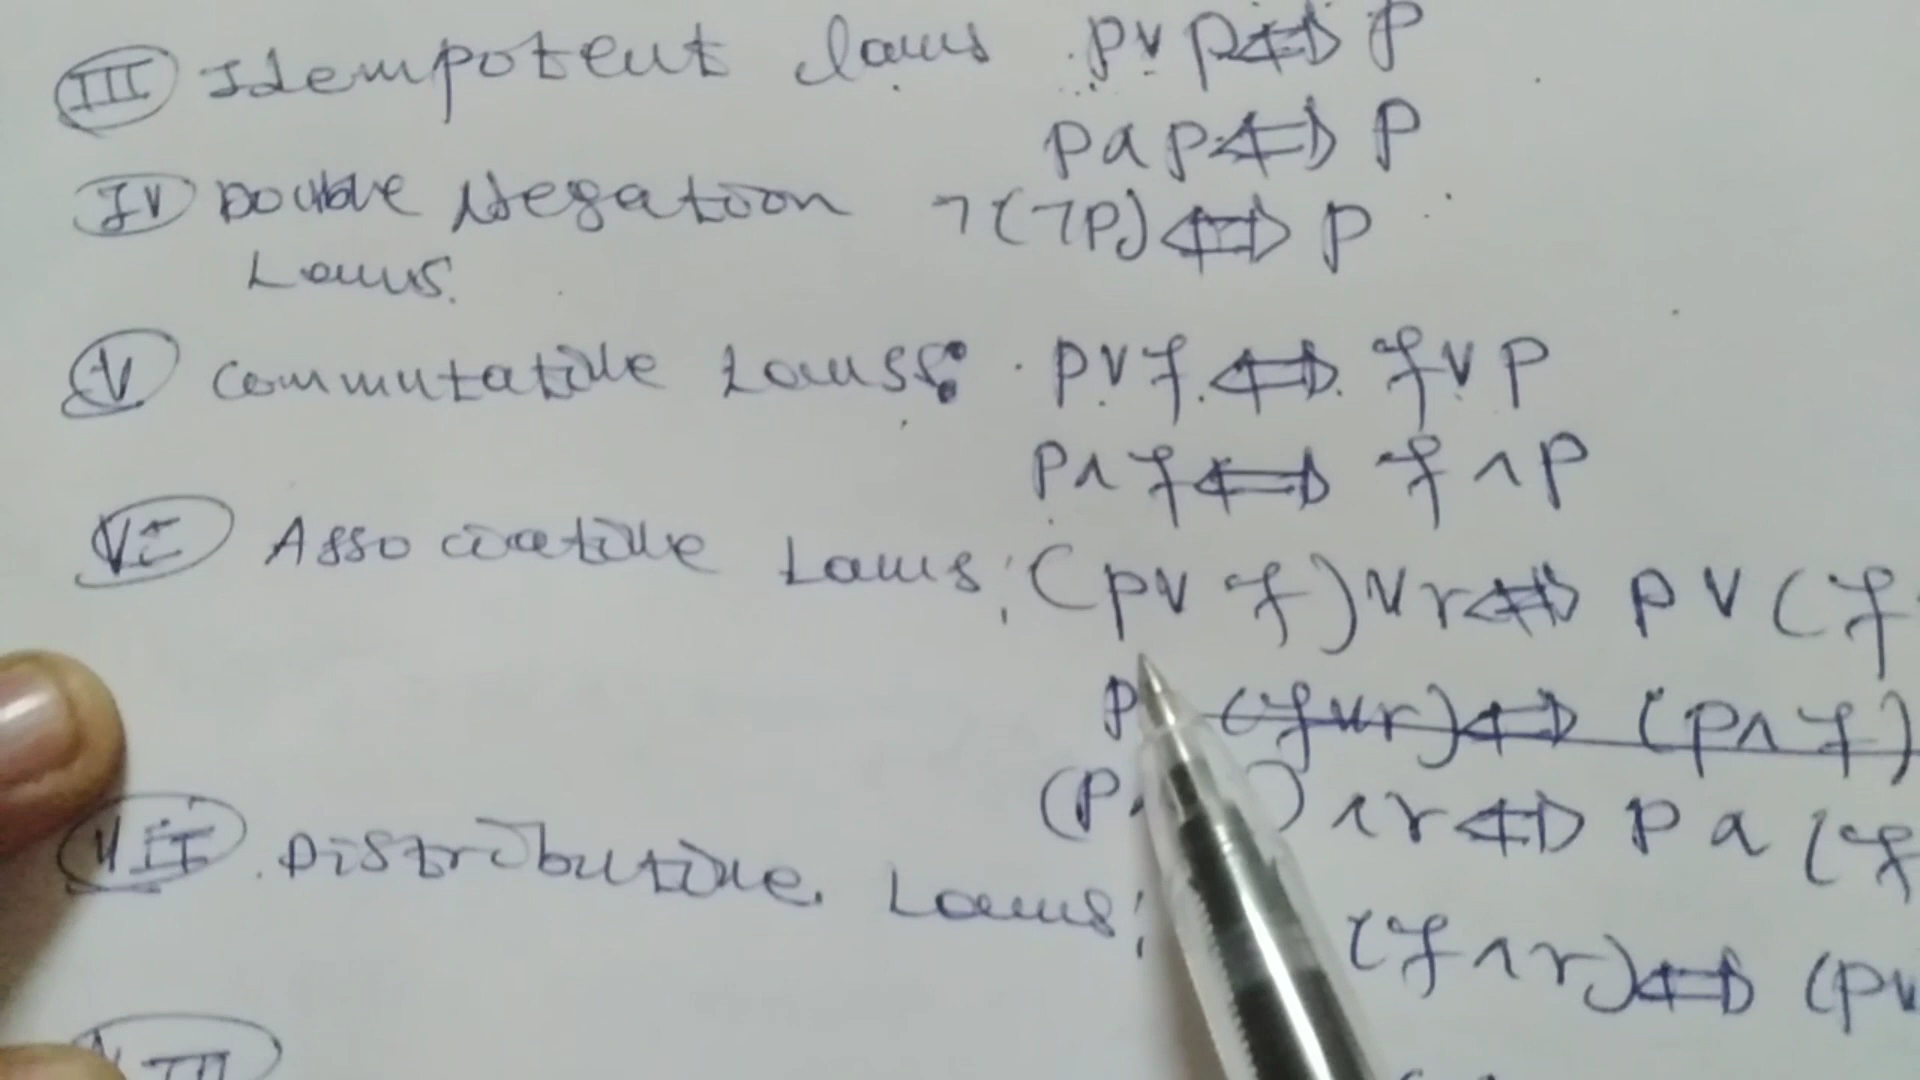 III Idempotent laws p∨p⇔p
p∧p⇔p
IV Double Negation ¬(¬p)⇔p
Laws.
V Commutative Laws: p∨q⇔q∨p
p∧q⇔q∧p
VI Associative Laws: (p∨q)∨r⇔p∨(q
p (q∨r)⇔(p∧q)
(p∧ )∧r⇔p∧(q
VII Distributive Laws:
(q∧r)⇔(p∨